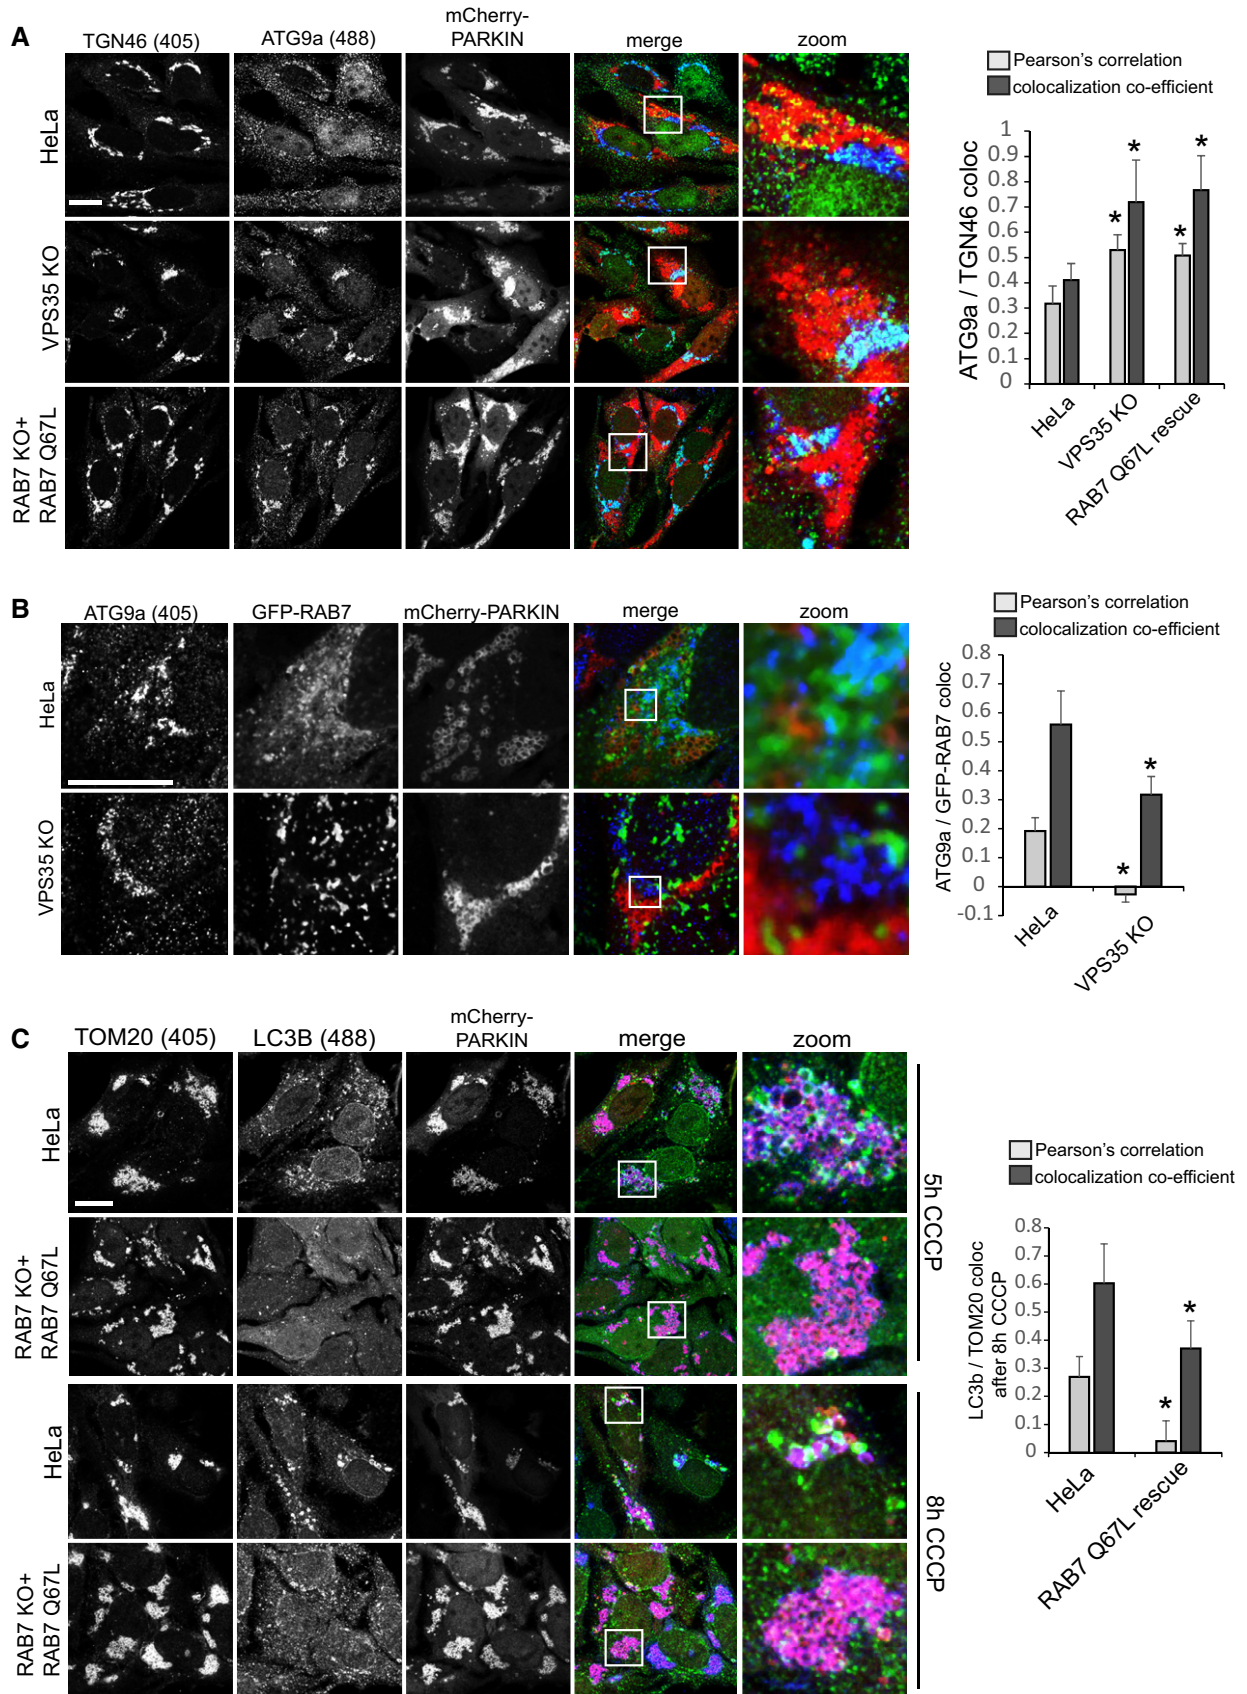 A
TGN46 (405)
ATG9a (488)
mCherry-
PARKIN
merge
zoom
HeLa
VPS35 KO
RAB7 KO+
RAB7 Q67L
Pearson's correlation
colocalization co-efficient
ATG9a / TGN46 coloc
1
0.9
0.8
0.7
0.6
0.5
0.4
0.3
0.2
0.1
0
* * * *
HeLa
VPS35 KO
RAB7 Q67L rescue
B
ATG9a (405)
GFP-RAB7
mCherry-PARKIN
merge
zoom
HeLa
VPS35 KO
Pearson's correlation
colocalization co-efficient
ATG9a / GFP-RAB7 coloc
0.8
0.7
0.6
0.5
0.4
0.3
0.2
0.1
0
-0.1
* *
HeLa
VPS35 KO
C
TOM20 (405)
LC3B (488)
mCherry-
PARKIN
merge
zoom
HeLa
RAB7 KO+
RAB7 Q67L
5h CCCP
HeLa
RAB7 KO+
RAB7 Q67L
8h CCCP
Pearson's correlation
colocalization co-efficient
LC3b / TOM20 coloc
after 8h CCCP
0.8
0.7
0.6
0.5
0.4
0.3
0.2
0.1
0
* *
HeLa
RAB7 Q67L rescue